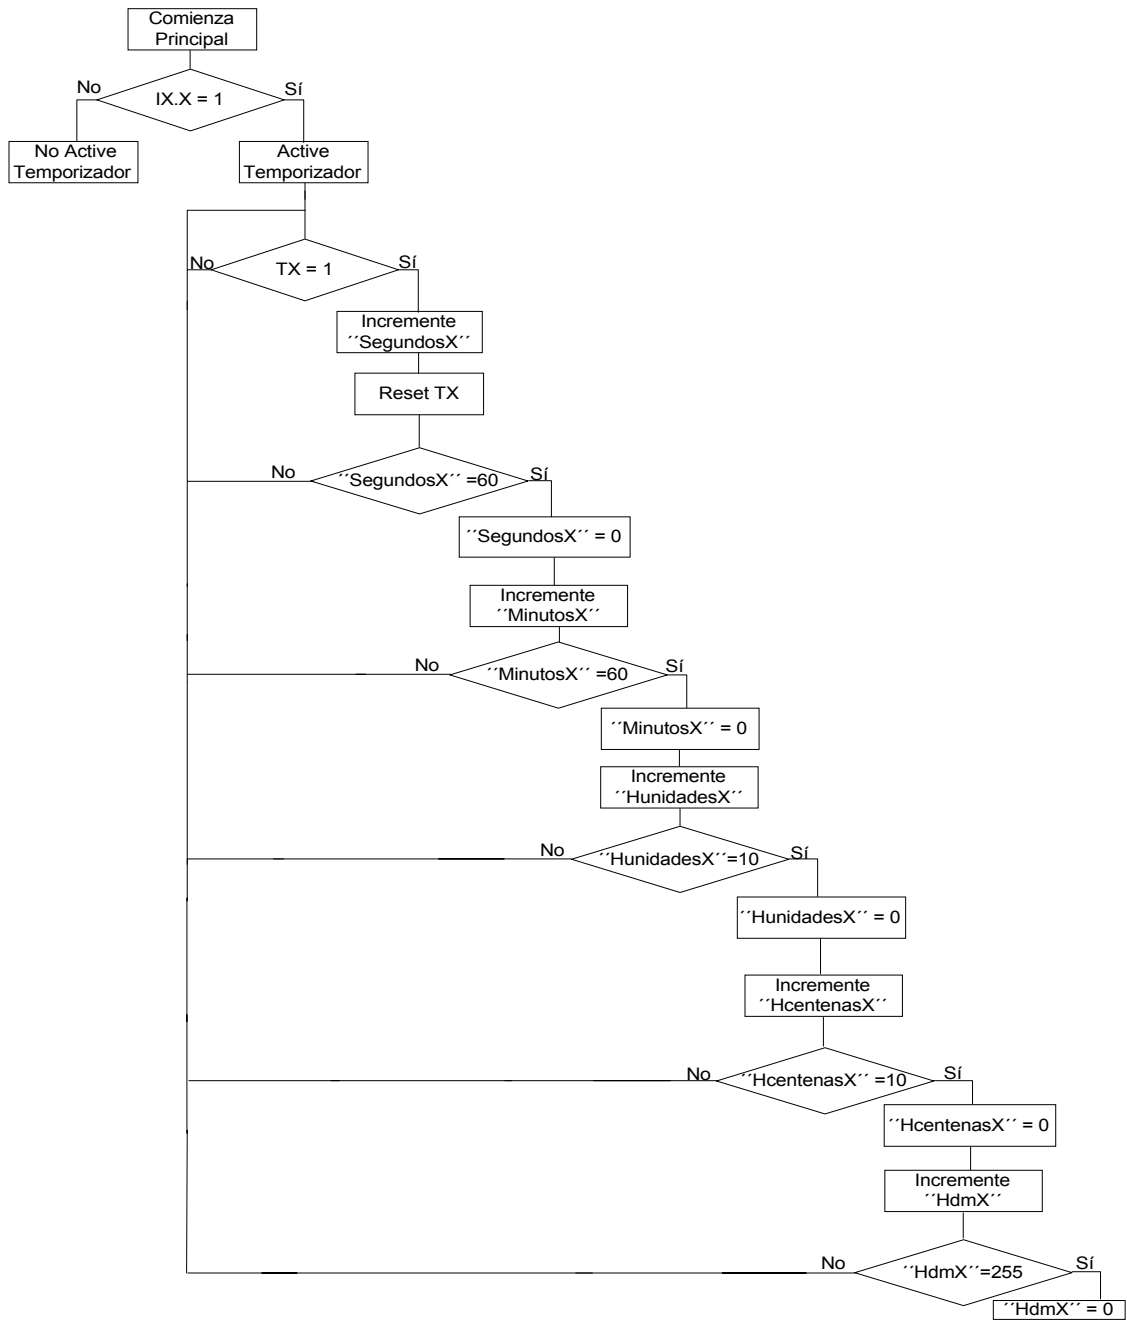 Comienza
Principal
No
IX.X = 1
Sí
No Active
Temporizador
Active
Temporizador
No
TX = 1
Sí
Incremente
´´SegundosX´´
Reset TX
No
´´SegundosX´´ =60
Sí
´´SegundosX´´ = 0
Incremente
´´MinutosX´´
No
´´MinutosX´´ =60
Sí
´´MinutosX´´ = 0
Incremente
´´HunidadesX´´
No
´´HunidadesX´´=10
Sí
´´HunidadesX´´ = 0
Incremente
´´HcentenasX´´
No
´´HcentenasX´´ =10
Sí
´´HcentenasX´´ = 0
Incremente
´´HdmX´´
No
´´HdmX´´=255
Sí
´´HdmX´´ = 0